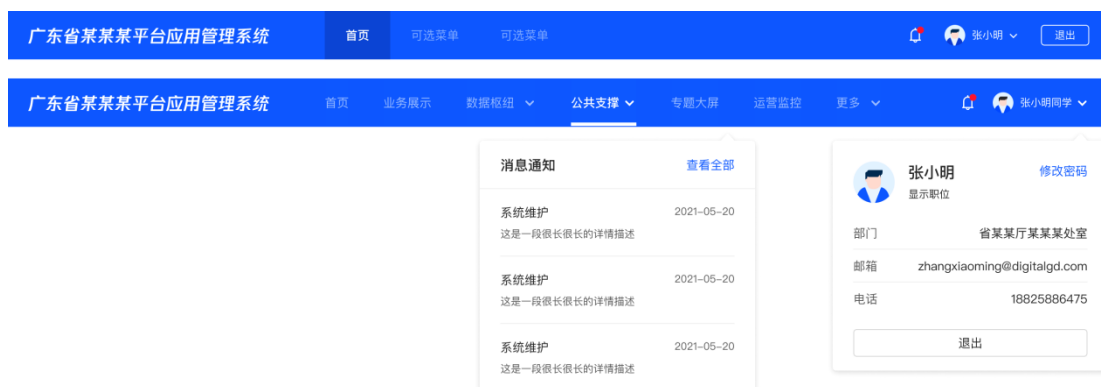 广东省某某某平台应用管理系统 首页 可选菜单 可选菜单 张小明 退出
广东省某某某平台应用管理系统 首页 业务展示 数据枢纽 公共支撑 专题大屏 运营监控 更多 张小明同学
消息通知 查看全部
系统维护 2021-05-20
这是一段很长很长的详情描述
系统维护 2021-05-20
这是一段很长很长的详情描述
系统维护 2021-05-20
这是一段很长很长的详情描述
张小明 修改密码
显示职位
部门 省某某厅某某某处室
邮箱 zhangxiaoming@digitalgd.com
电话 18825886475
退出